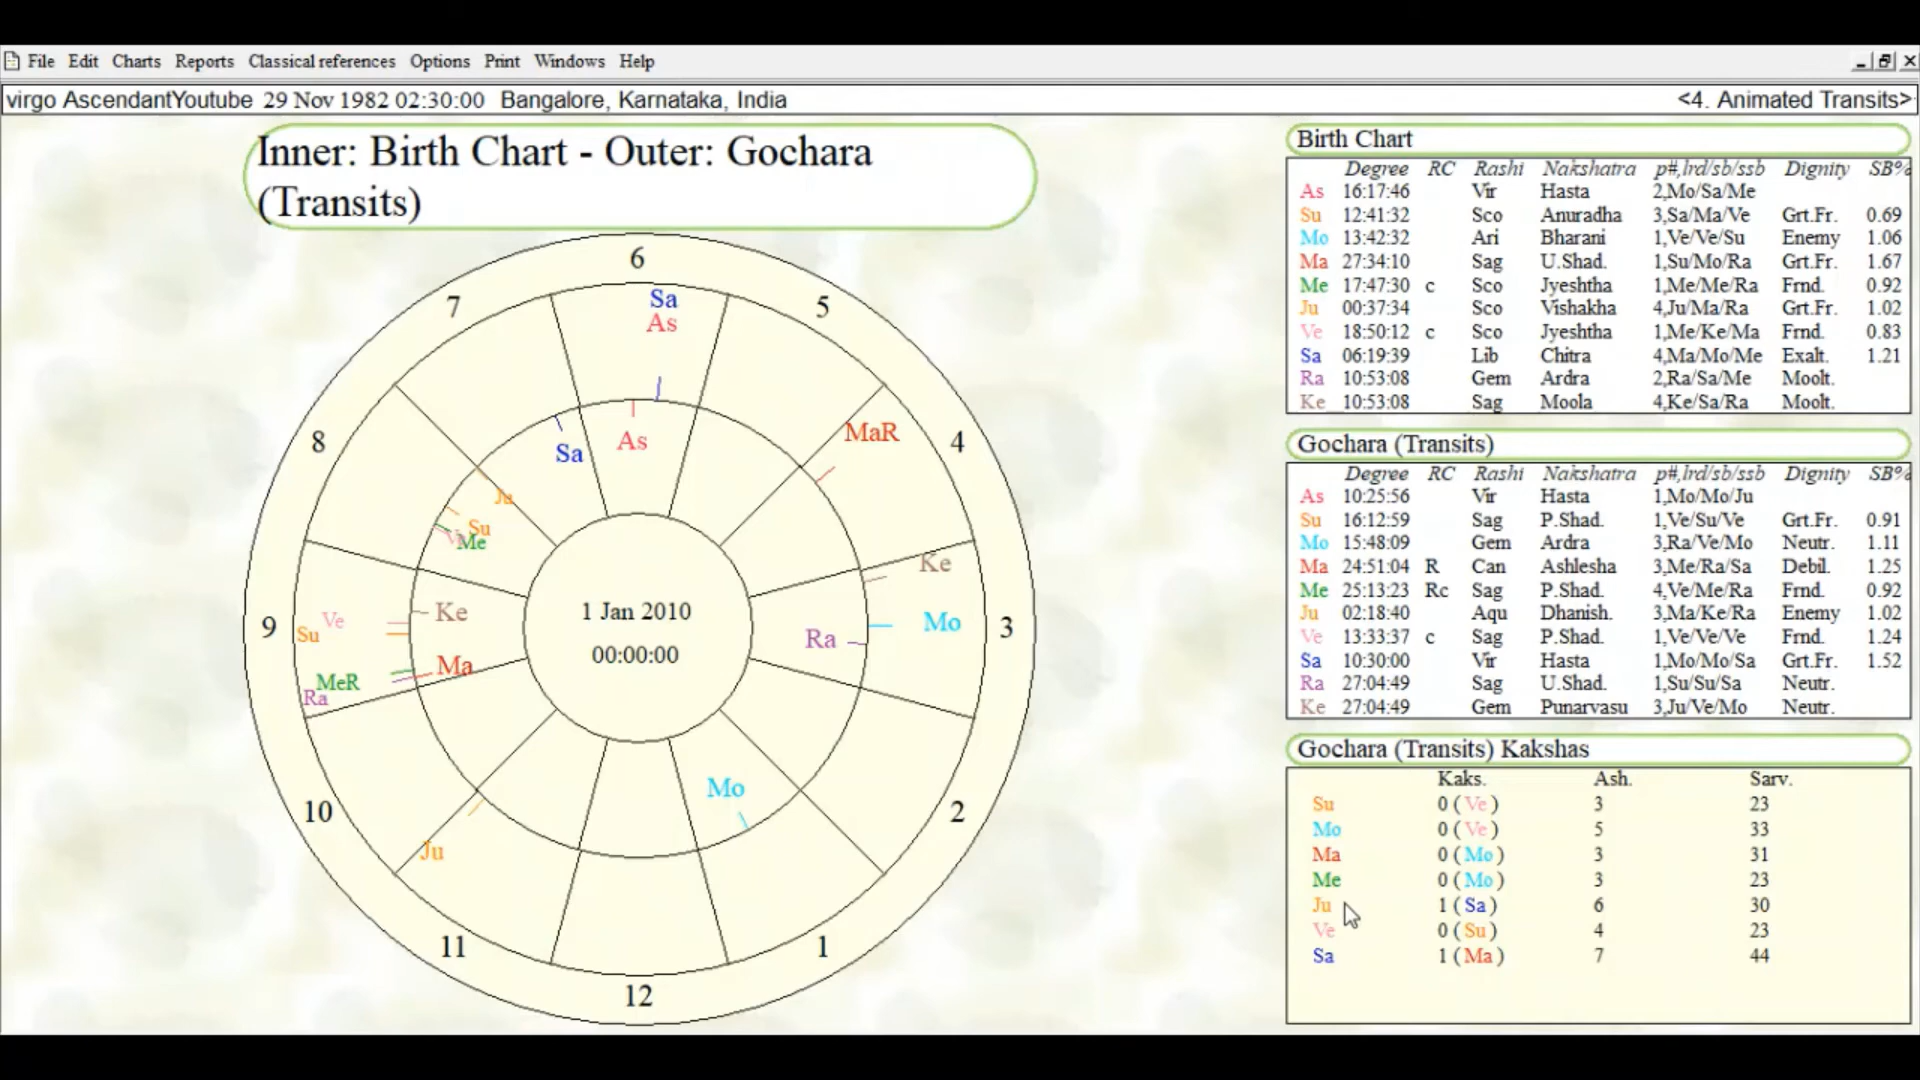 File Edit Charts Reports Classical references Options Print Windows Help
virgo AscendantYoutube 29 Nov 1982 02:30:00 Bangalore, Karnataka, India <4. Animated Transits>
Inner: Birth Chart - Outer: Gochara
(Transits)
6
7
5
8
4
9
3
10
2
11
1
12
Sa
As
MaR
Ke
Mo
Ve
Su
MeR
Ra
Ju
Sa
As
Ju
Su
Ve
Me
Ke
Ma
Ra
Mo
1 Jan 2010
00:00:00
Birth Chart
Degree RC Rashi Nakshatra p#,lrd/sb/ssb Dignity SB%
As 16:17:46 Vir Hasta 2,Mo/Sa/Me
Su 12:41:32 Sco Anuradha 3,Sa/Ma/Ve Grt.Fr. 0.69
Mo 13:42:32 Ari Bharani 1,Ve/Ve/Su Enemy 1.06
Ma 27:34:10 Sag U.Shad. 1,Su/Mo/Ra Grt.Fr. 1.67
Me 17:47:30 c Sco Jyeshtha 1,Me/Me/Ra Frnd. 0.92
Ju 00:37:34 Sco Vishakha 4,Ju/Ma/Ra Grt.Fr. 1.02
Ve 18:50:12 c Sco Jyeshtha 1,Me/Ke/Ma Frnd. 0.83
Sa 06:19:39 Lib Chitra 4,Ma/Mo/Me Exalt. 1.21
Ra 10:53:08 Gem Ardra 2,Ra/Sa/Me Moolt.
Ke 10:53:08 Sag Moola 4,Ke/Sa/Ra Moolt.
Gochara (Transits)
Degree RC Rashi Nakshatra p#,lrd/sb/ssb Dignity SB%
As 10:25:56 Vir Hasta 1,Mo/Mo/Ju
Su 16:12:59 Sag P.Shad. 1,Ve/Su/Ve Grt.Fr. 0.91
Mo 15:48:09 Gem Ardra 3,Ra/Ve/Mo Neutr. 1.11
Ma 24:51:04 R Can Ashlesha 3,Me/Ra/Sa Debil. 1.25
Me 25:13:23 Rc Sag P.Shad. 4,Ve/Me/Ra Frnd. 0.92
Ju 02:18:40 Aqu Dhanish. 3,Ma/Ke/Ra Enemy 1.02
Ve 13:33:37 c Sag P.Shad. 1,Ve/Ve/Ve Frnd. 1.24
Sa 10:30:00 Vir Hasta 1,Mo/Mo/Sa Grt.Fr. 1.52
Ra 27:04:49 Sag U.Shad. 1,Su/Su/Sa Neutr.
Ke 27:04:49 Gem Punarvasu 3,Ju/Ve/Mo Neutr.
Gochara (Transits) Kakshas
Kaks. Ash. Sarv.
Su 0 ( Ve ) 3 23
Mo 0 ( Ve ) 5 33
Ma 0 ( Mo ) 3 31
Me 0 ( Mo ) 3 23
Ju 1 ( Sa ) 6 30
Ve 0 ( Su ) 4 23
Sa 1 ( Ma ) 7 44